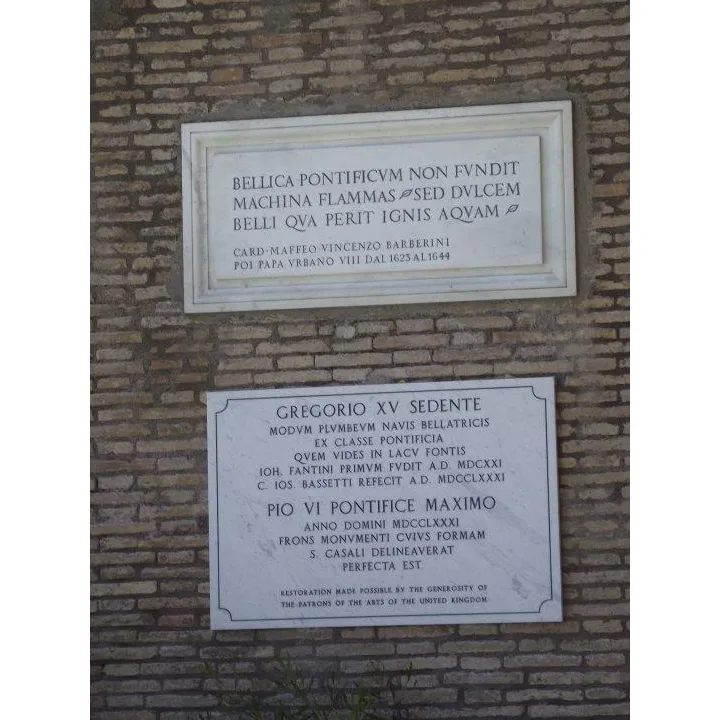 BELLICA PONTIFICVM NON FVNDIT
MACHINA FLAMMAS SED DVLCEM
BELLI QVA PERIT IGNIS AQVAM
CARD·MAFFEO VINCENZO BARBERINI
POI PAPA VRBANO VIII DAL 1623 AL 1644
GREGORIO XV SEDENTE
MODVM PLVMBEVM NAVIS BELLATRICIS
EX CLASSE PONTIFICIA
QVEM VIDES IN LACV FONTIS
IOH. FANTINI PRIMVM FVDIT A.D. MDCXXI
C. IOS. BASSETTI REFECIT A.D. MDCCLXXXI
PIO VI PONTIFICE MAXIMO
ANNO DOMINI MDCCLXXXI
FRONS MONVMENTI CVIVS FORMAM
S. CASALI DELINEAVERAT
PERFECTA EST
RESTORATION MADE POSSIBLE BY THE GENEROSITY OF
THE PATRONS OF THE ARTS OF THE UNITED KINGDOM